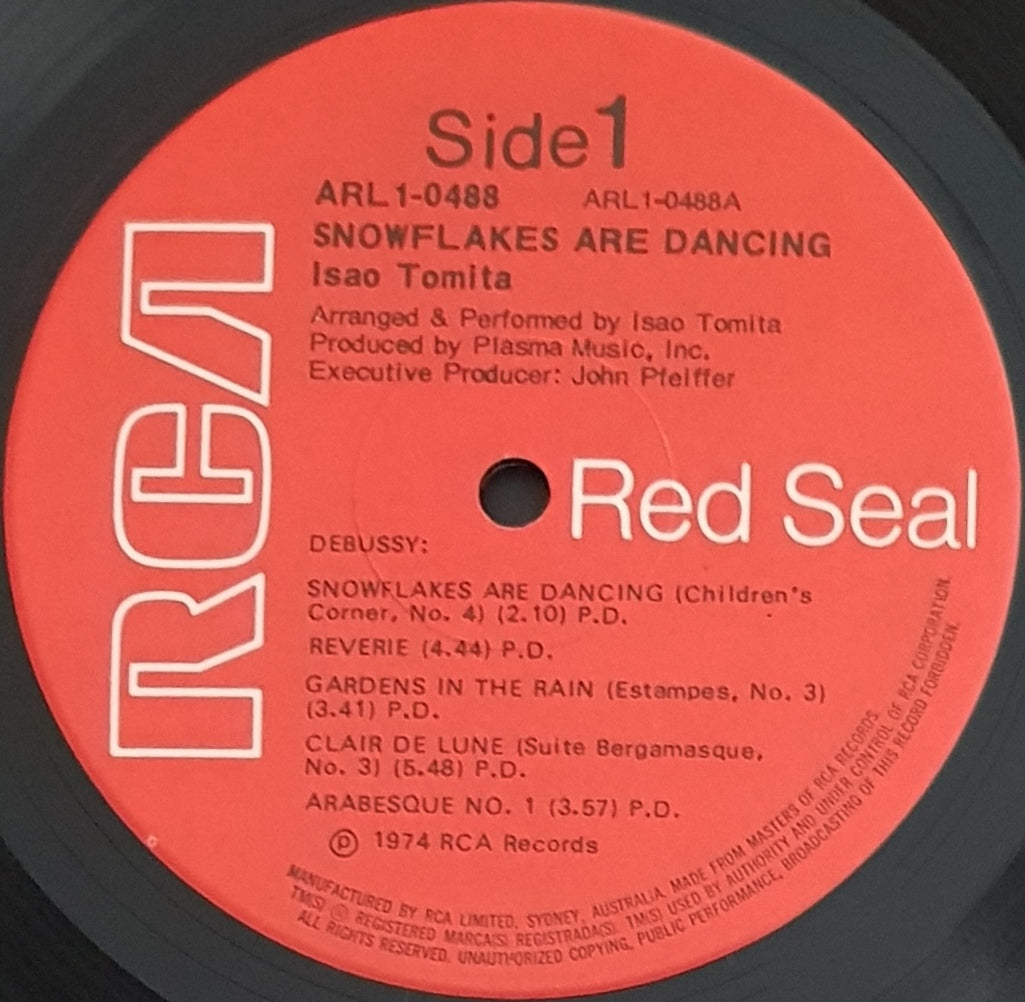 Side 1
ARL1-0488 ARL1-0488A
SNOWFLAKES ARE DANCING
Isao Tomita
Arranged & Performed by Isao Tomita
Produced by Plasma Music, Inc.
Executive Producer: John Pfeiffer
RCA
Red Seal
DEBUSSY:
SNOWFLAKES ARE DANCING (Children's
Corner, No. 4) (2.10) P.D.
REVERIE (4.44) P.D.
GARDENS IN THE RAIN (Estampes, No. 3)
(3.41) P.D.
CLAIR DE LUNE (Suite Bergamasque,
No. 3) (5.48) P.D.
ARABESQUE NO. 1 (3.57) P.D.
℗ 1974 RCA Records
MANUFACTURED BY RCA LIMITED, SYDNEY, AUSTRALIA. MADE FROM MASTERS OF RCA RECORDS.
TM(S) ® REGISTERED MARCA(S) REGISTRADA(S). TM(S) USED BY AUTHORITY AND UNDER CONTROL OF RCA CORPORATION.
ALL RIGHTS RESERVED. UNAUTHORIZED COPYING, PUBLIC PERFORMANCE, BROADCASTING OF THIS RECORD FORBIDDEN.